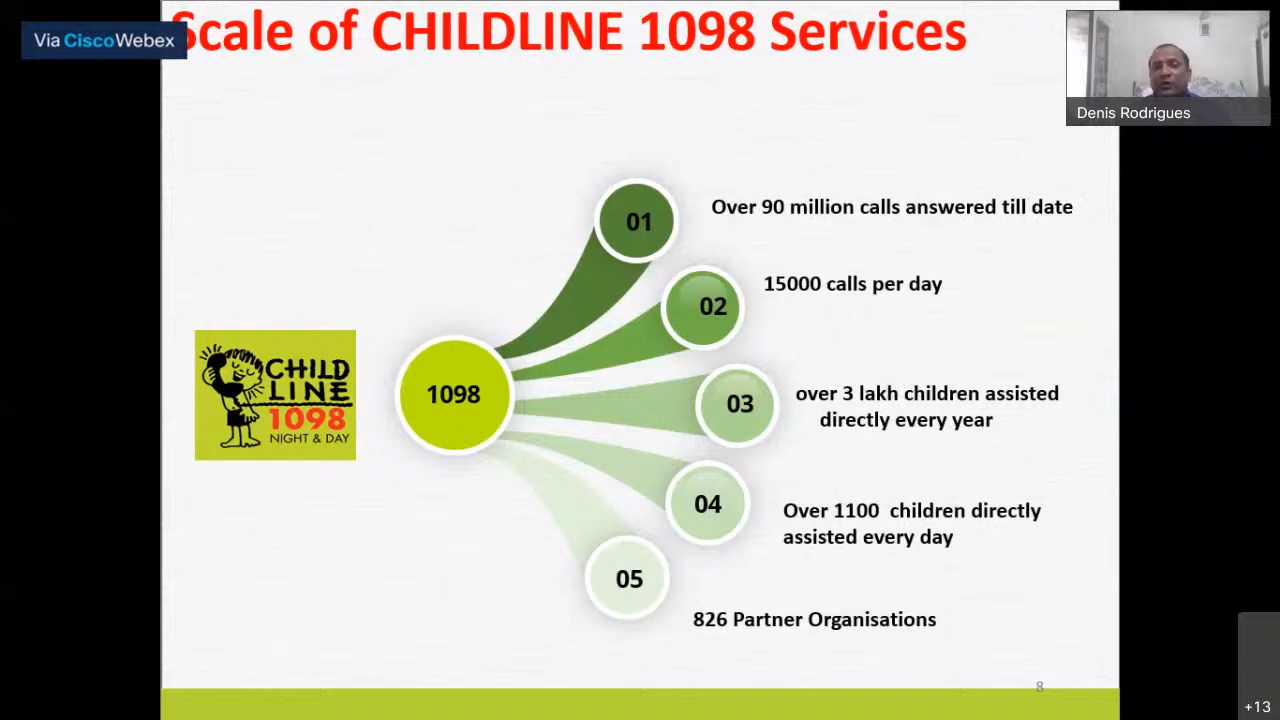 Scale of CHILDLINE 1098 Services
Via Cisco Webex
Denis Rodrigues
01
Over 90 million calls answered till date
02
15000 calls per day
1098
03
over 3 lakh children assisted
directly every year
CHILD
LINE
1098
NIGHT & DAY
04
Over 1100 children directly
assisted every day
05
826 Partner Organisations
8
+13